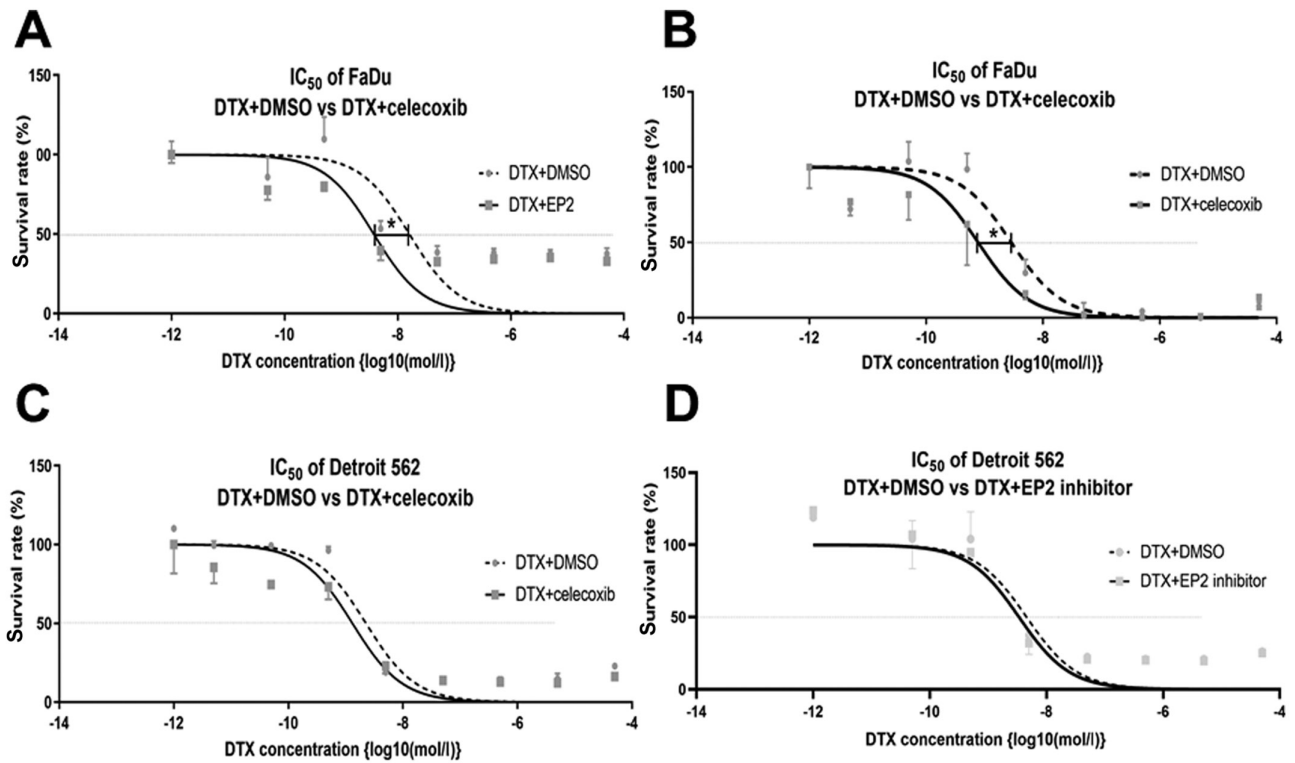 A
IC50 of FaDu
DTX+DMSO vs DTX+celecoxib
Survival rate (%)
150
00
50
0
DTX+DMSO
DTX+EP2
*
-14
-12
-10
-8
-6
-4
DTX concentration {log10(mol/l)}
B
IC50 of FaDu
DTX+DMSO vs DTX+celecoxib
Survival rate (%)
150
100
50
0
DTX+DMSO
DTX+celecoxib
*
-14
-12
-10
-8
-6
-4
DTX concentration {log10(mol/l)}
C
IC50 of Detroit 562
DTX+DMSO vs DTX+celecoxib
Survival rate (%)
150
100
50
0
DTX+DMSO
DTX+celecoxib
-14
-12
-10
-8
-6
-4
DTX concentration {log10(mol/l)}
D
IC50 of Detroit 562
DTX+DMSO vs DTX+EP2 inhibitor
Survival rate (%)
150
100
50
0
DTX+DMSO
DTX+EP2 inhibitor
-14
-12
-10
-8
-6
-4
DTX concentration {log10(mol/l)}